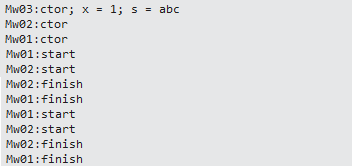 Mw03:ctor; x = 1; s = abc
Mw02:ctor
Mw01:ctor
Mw01:start
Mw02:start
Mw02:finish
Mw01:finish
Mw01:start
Mw02:start
Mw02:finish
Mw01:finish